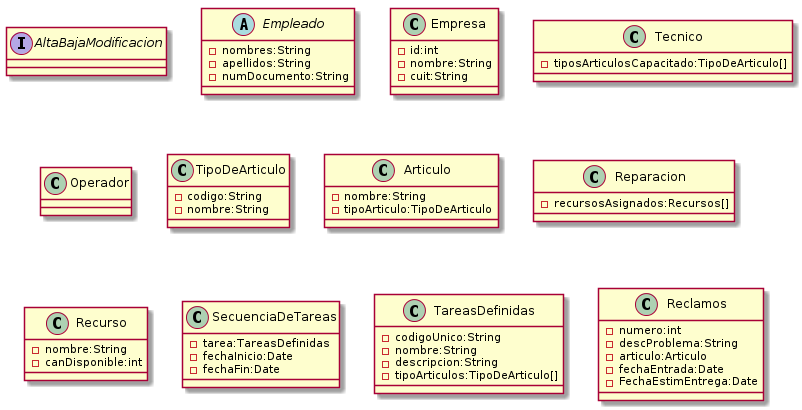 I AltaBajaModificacion
A Empleado
nombres:String
apellidos:String
numDocumento:String
C Empresa
id:int
nombre:String
cuit:String
C Tecnico
tiposArticulosCapacitado:TipoDeArticulo[]
C Operador
C TipoDeArticulo
codigo:String
nombre:String
C Articulo
nombre:String
tipoArticulo:TipoDeArticulo
C Reparacion
recursosAsignados:Recursos[]
C Recurso
nombre:String
canDisponible:int
C SecuenciaDeTareas
tarea:TareasDefinidas
fechaInicio:Date
fechaFin:Date
C TareasDefinidas
codigoUnico:String
nombre:String
descripcion:String
tipoArticulos:TipoDeArticulo[]
C Reclamos
numero:int
descProblema:String
articulo:Articulo
fechaEntrada:Date
FechaEstimEntrega:Date